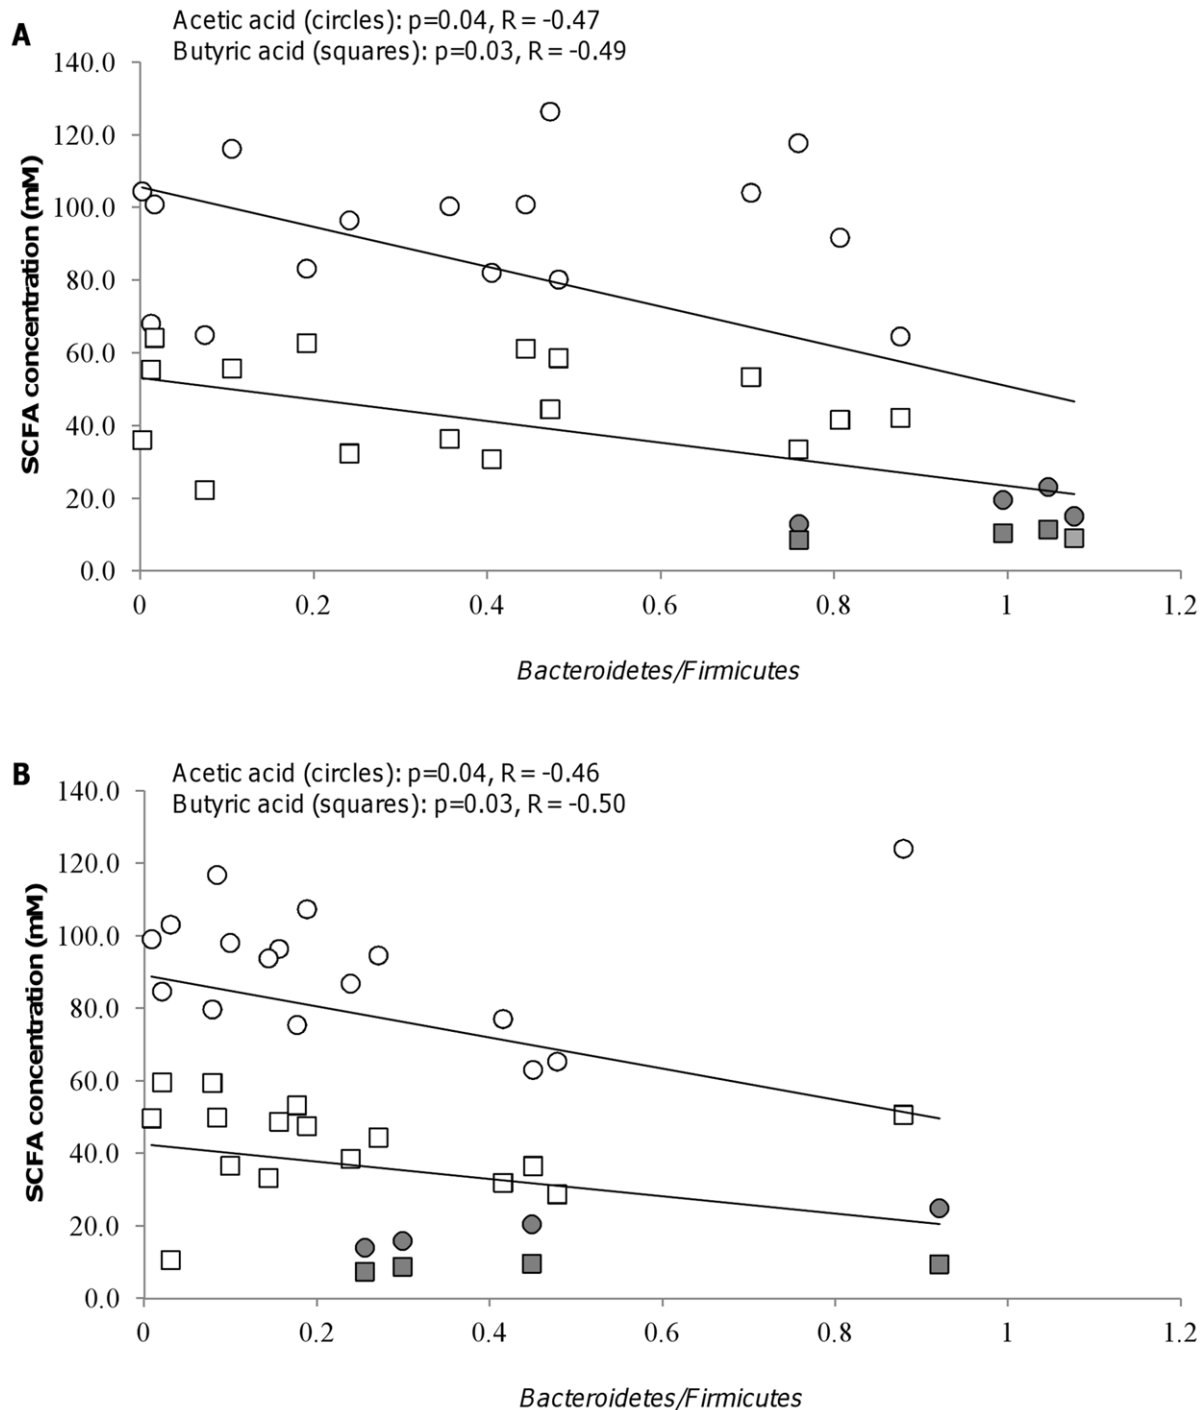 A
Acetic acid (circles): p=0.04, R = -0.47
Butyric acid (squares): p=0.03, R = -0.49
140.0
120.0
100.0
80.0
60.0
40.0
20.0
0.0
SCFA concentration (mM)
0 0.2 0.4 0.6 0.8 1 1.2
Bacteroidetes/Firmicutes
B
Acetic acid (circles): p=0.04, R = -0.46
Butyric acid (squares): p=0.03, R = -0.50
140.0
120.0
100.0
80.0
60.0
40.0
20.0
0.0
SCFA concentration (mM)
0 0.2 0.4 0.6 0.8 1 1.2
Bacteroidetes/Firmicutes